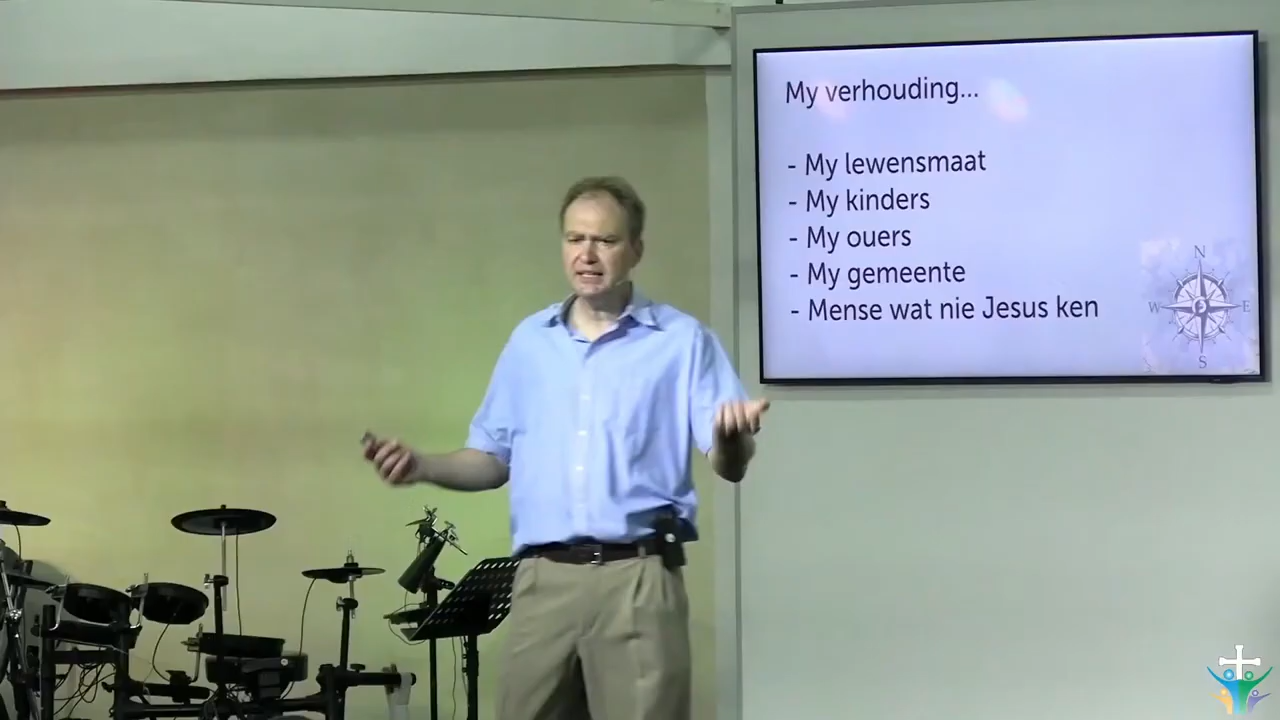 My verhouding...
- My lewensmaat
- My kinders
- My ouers
- My gemeente
- Mense wat nie Jesus ken
N
W
E
S